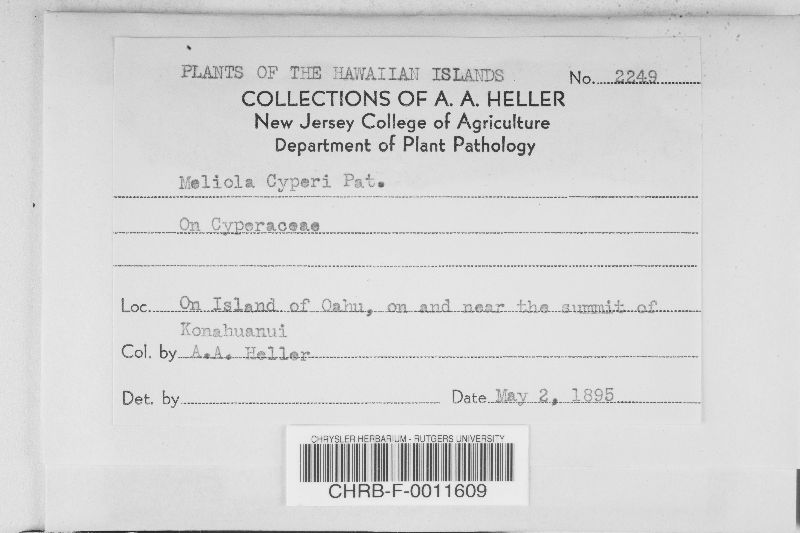 PLANTS OF THE HAWAIIAN ISLANDS No. 2249
COLLECTIONS OF A. A. HELLER
New Jersey College of Agriculture
Department of Plant Pathology
Meliola Cyperi Pat.
On Cyperaceae
Loc. On Island of Oahu, on and near the summit of
Konahuanui
Col. by A.A. Heller
Det. by Date May 2, 1895
CHRYSLER HERBARIUM - RUTGERS UNIVERSITY
CHRB-F-0011609